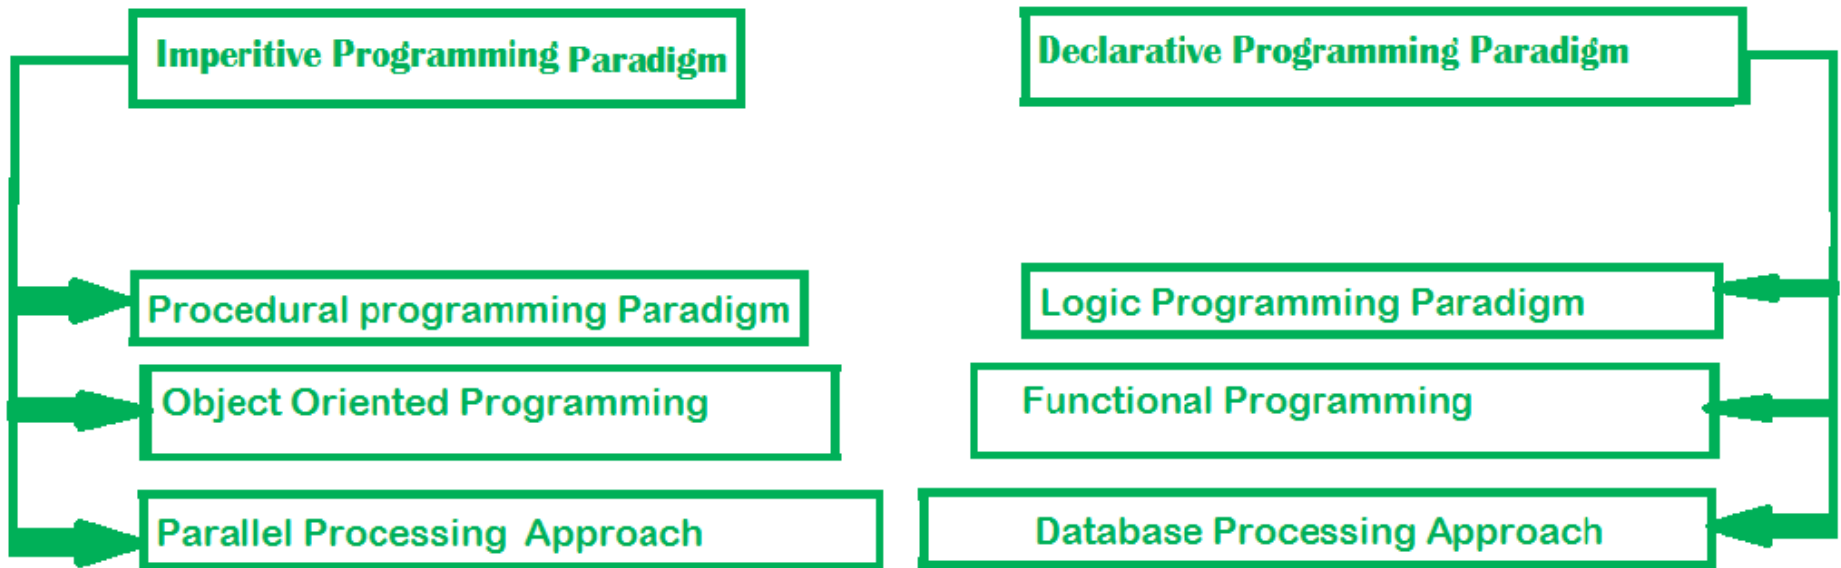 Imperitive Programming Paradigm
Declarative Programming Paradigm
Procedural programming Paradigm
Logic Programming Paradigm
Object Oriented Programming
Functional Programming
Parallel Processing Approach
Database Processing Approach